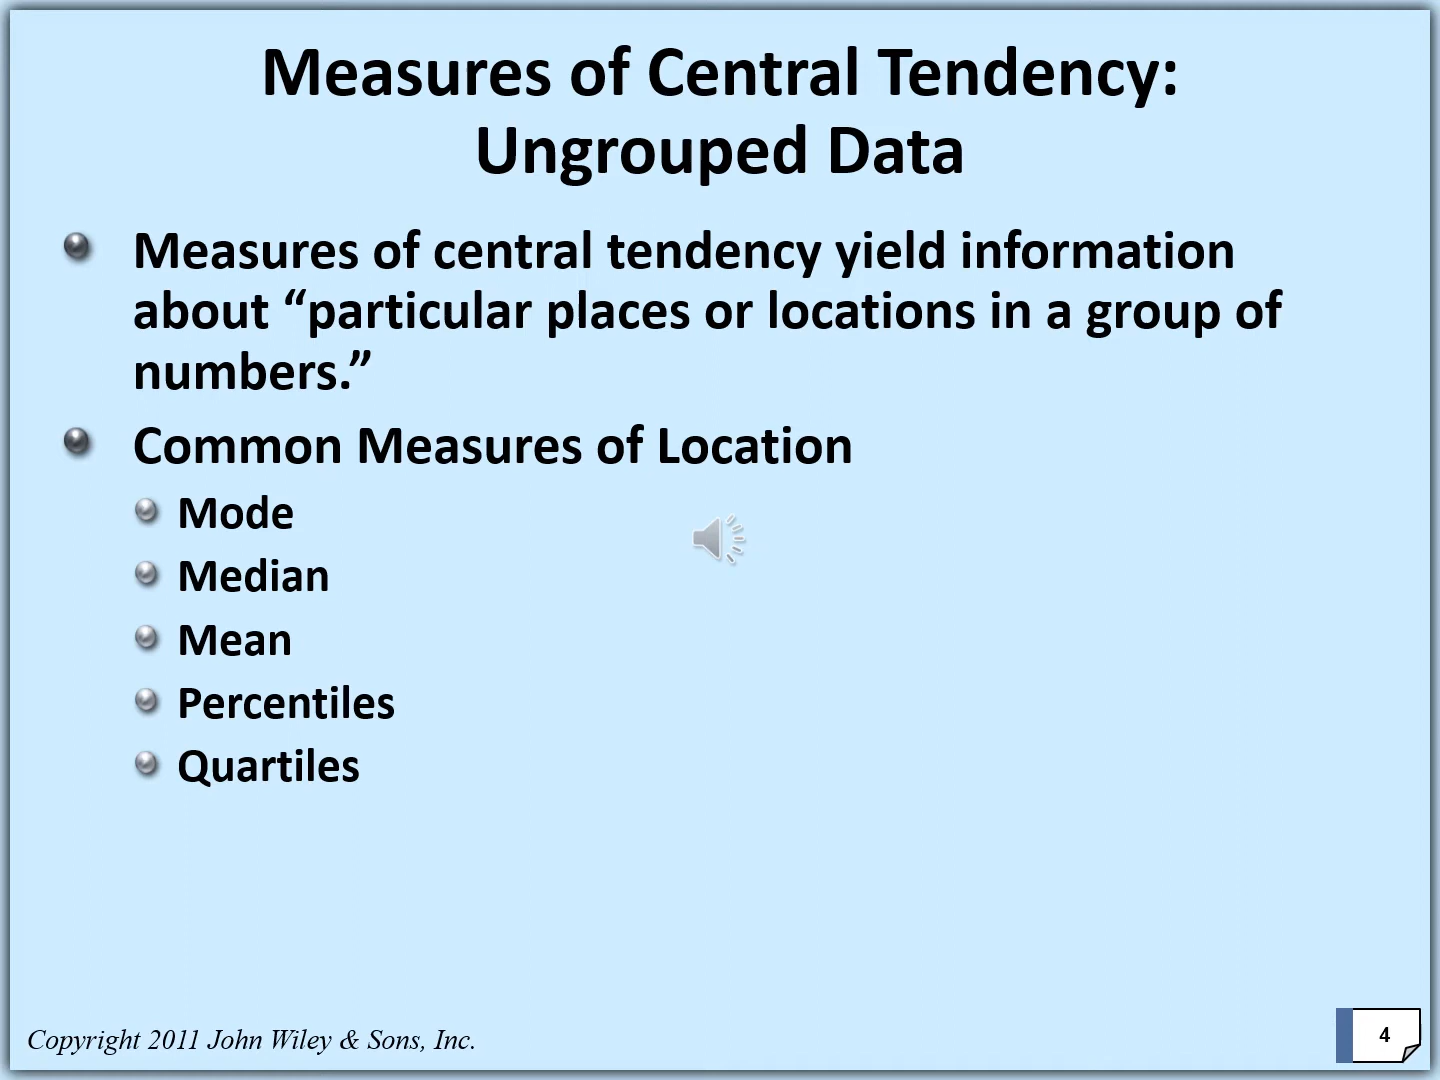 Measures of Central Tendency:
Ungrouped Data
Measures of central tendency yield information
about “particular places or locations in a group of
numbers.”
Common Measures of Location
Mode
Median
Mean
Percentiles
Quartiles
Copyright 2011 John Wiley & Sons, Inc.
4